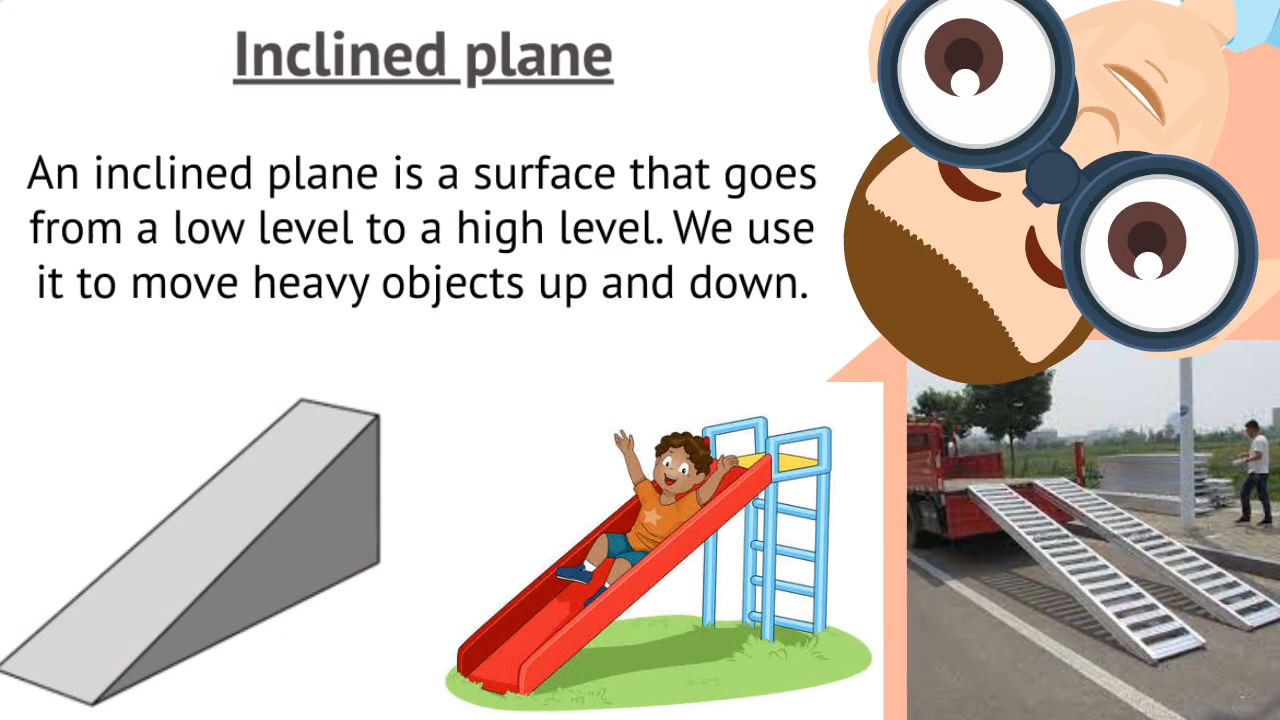 Inclined plane
An inclined plane is a surface that goes
from a low level to a high level. We use
it to move heavy objects up and down.